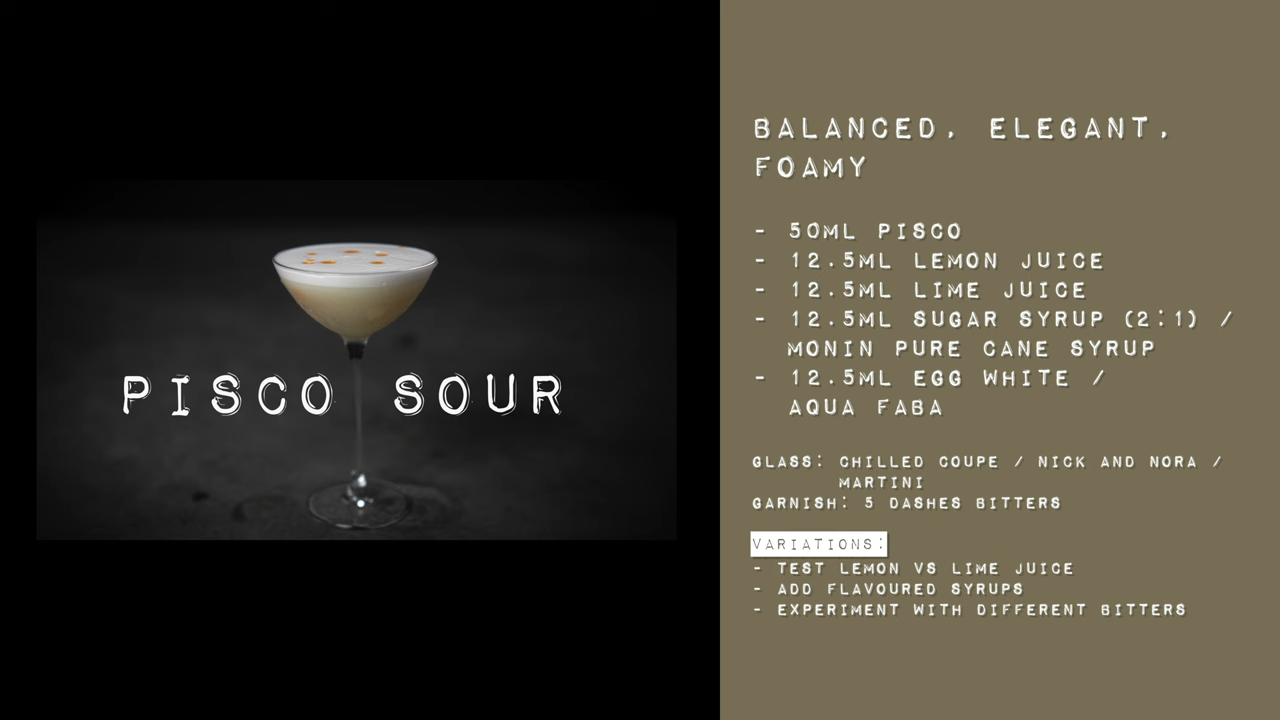 PISCO SOUR
BALANCED. ELEGANT.
FOAMY
- 50ML PISCO
- 12.5ML LEMON JUICE
- 12.5ML LIME JUICE
- 12.5ML SUGAR SYRUP (2:1) /
MONIN PURE CANE SYRUP
- 12.5ML EGG WHITE /
AQUA FABA
GLASS: CHILLED COUPE / NICK AND NORA /
MARTINI
GARNISH: 5 DASHES BITTERS
VARIATIONS:
- TEST LEMON VS LIME JUICE
- ADD FLAVOURED SYRUPS
- EXPERIMENT WITH DIFFERENT BITTERS